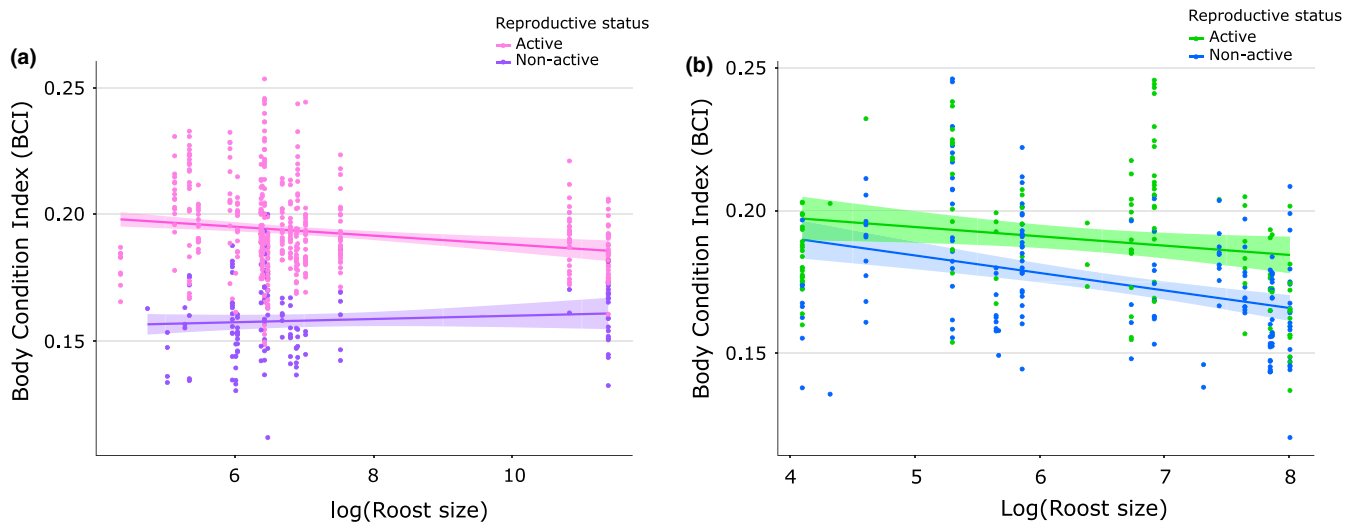 (a)
Reproductive status
Active
Non-active
0.25
0.20
0.15
Body Condition Index (BCI)
6
8
10
log(Roost size)
(b)
Reproductive status
Active
Non-active
0.25
0.20
0.15
Body Condition Index (BCI)
4
5
6
7
8
Log(Roost size)